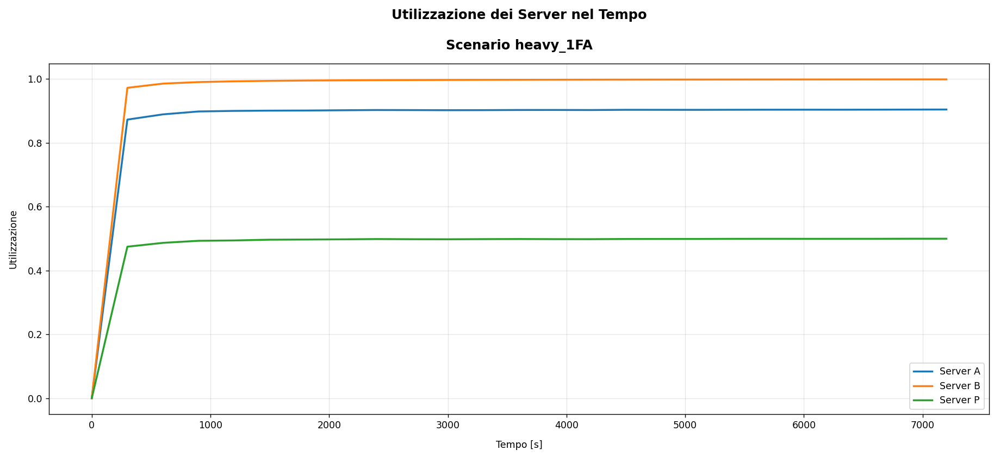 Utilizzazione dei Server nel Tempo
Scenario heavy_1FA
1.0
0.8
0.6
0.4
0.2
0.0
Utilizzazione
0 1000 2000 3000 4000 5000 6000 7000
Tempo [s]
Server A
Server B
Server P